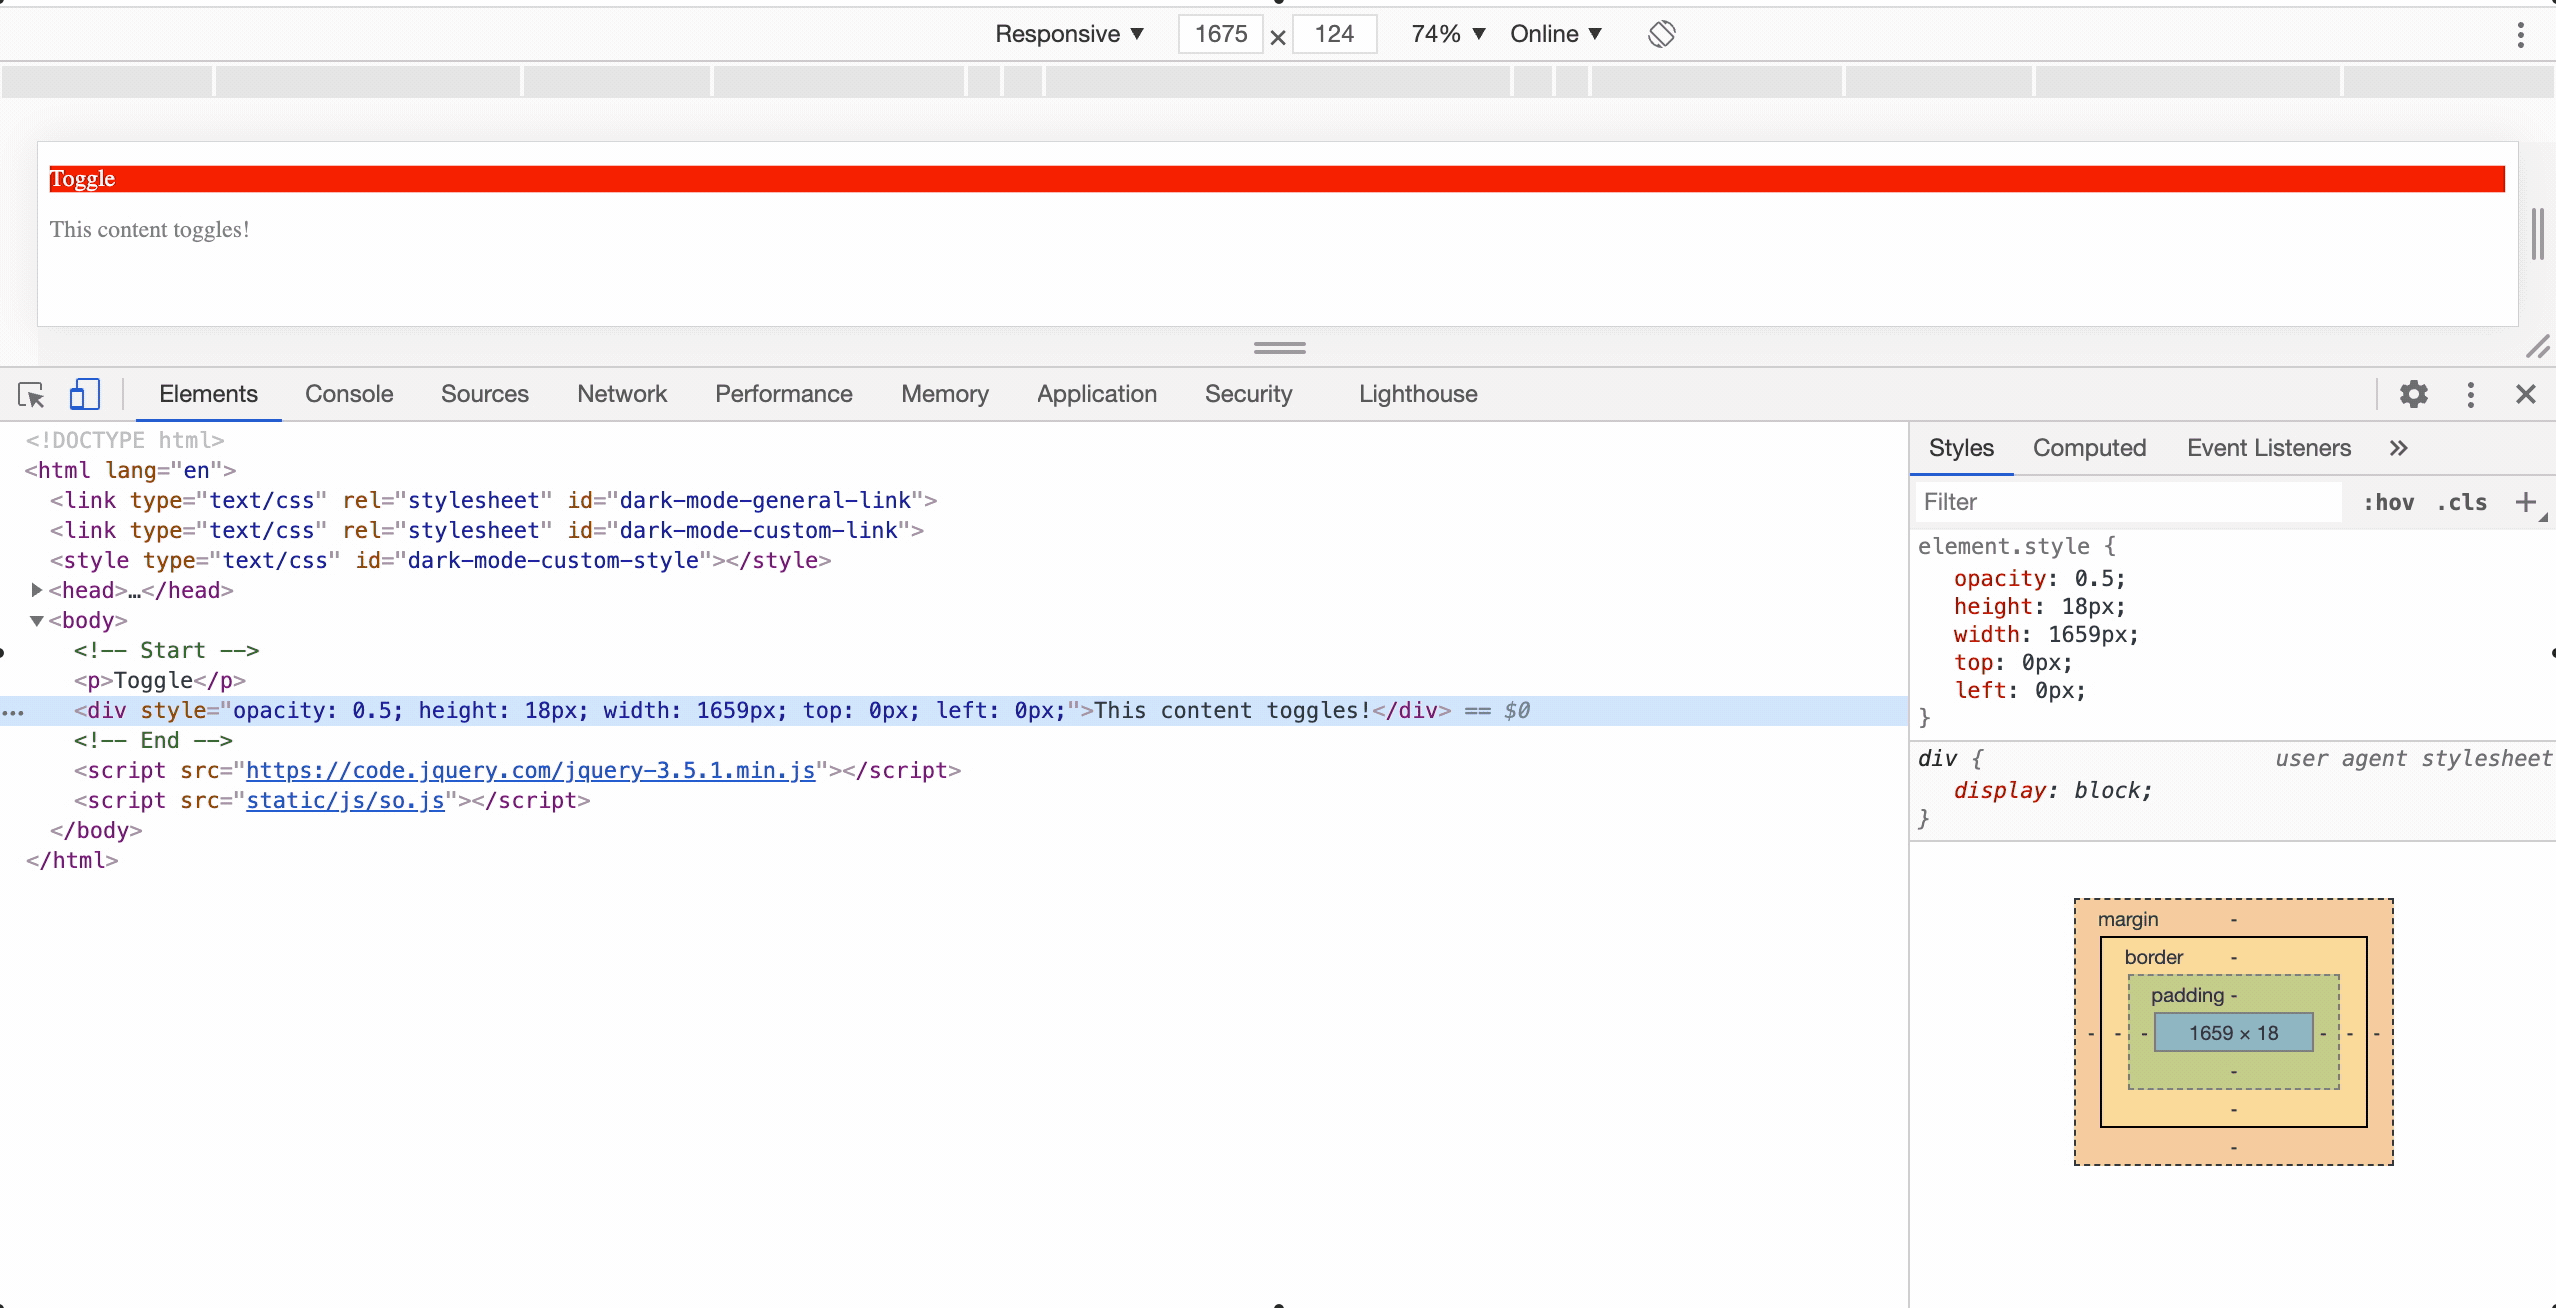 Responsive ▼ 1675 × 124 74% ▼ Online ▼
Toggle
This content toggles!
Elements Console Sources Network Performance Memory Application Security Lighthouse
<!DOCTYPE html>
<html lang="en">
<link type="text/css" rel="stylesheet" id="dark-mode-general-link">
<link type="text/css" rel="stylesheet" id="dark-mode-custom-link">
<style type="text/css" id="dark-mode-custom-style"></style>
▶<head>…</head>
▼<body>
<!-- Start -->
<p>Toggle</p>
… <div style="opacity: 0.5; height: 18px; width: 1659px; top: 0px; left: 0px;">This content toggles!</div> == $0
<!-- End -->
<script src="https://code.jquery.com/jquery-3.5.1.min.js"></script>
<script src="static/js/so.js"></script>
</body>
</html>
Styles Computed Event Listeners »
Filter :hov .cls +
element.style {
opacity: 0.5;
height: 18px;
width: 1659px;
top: 0px;
left: 0px;
}
div { user agent stylesheet
display: block;
}
margin -
border -
padding -
- - - 1659 × 18 - - -
-
-
-